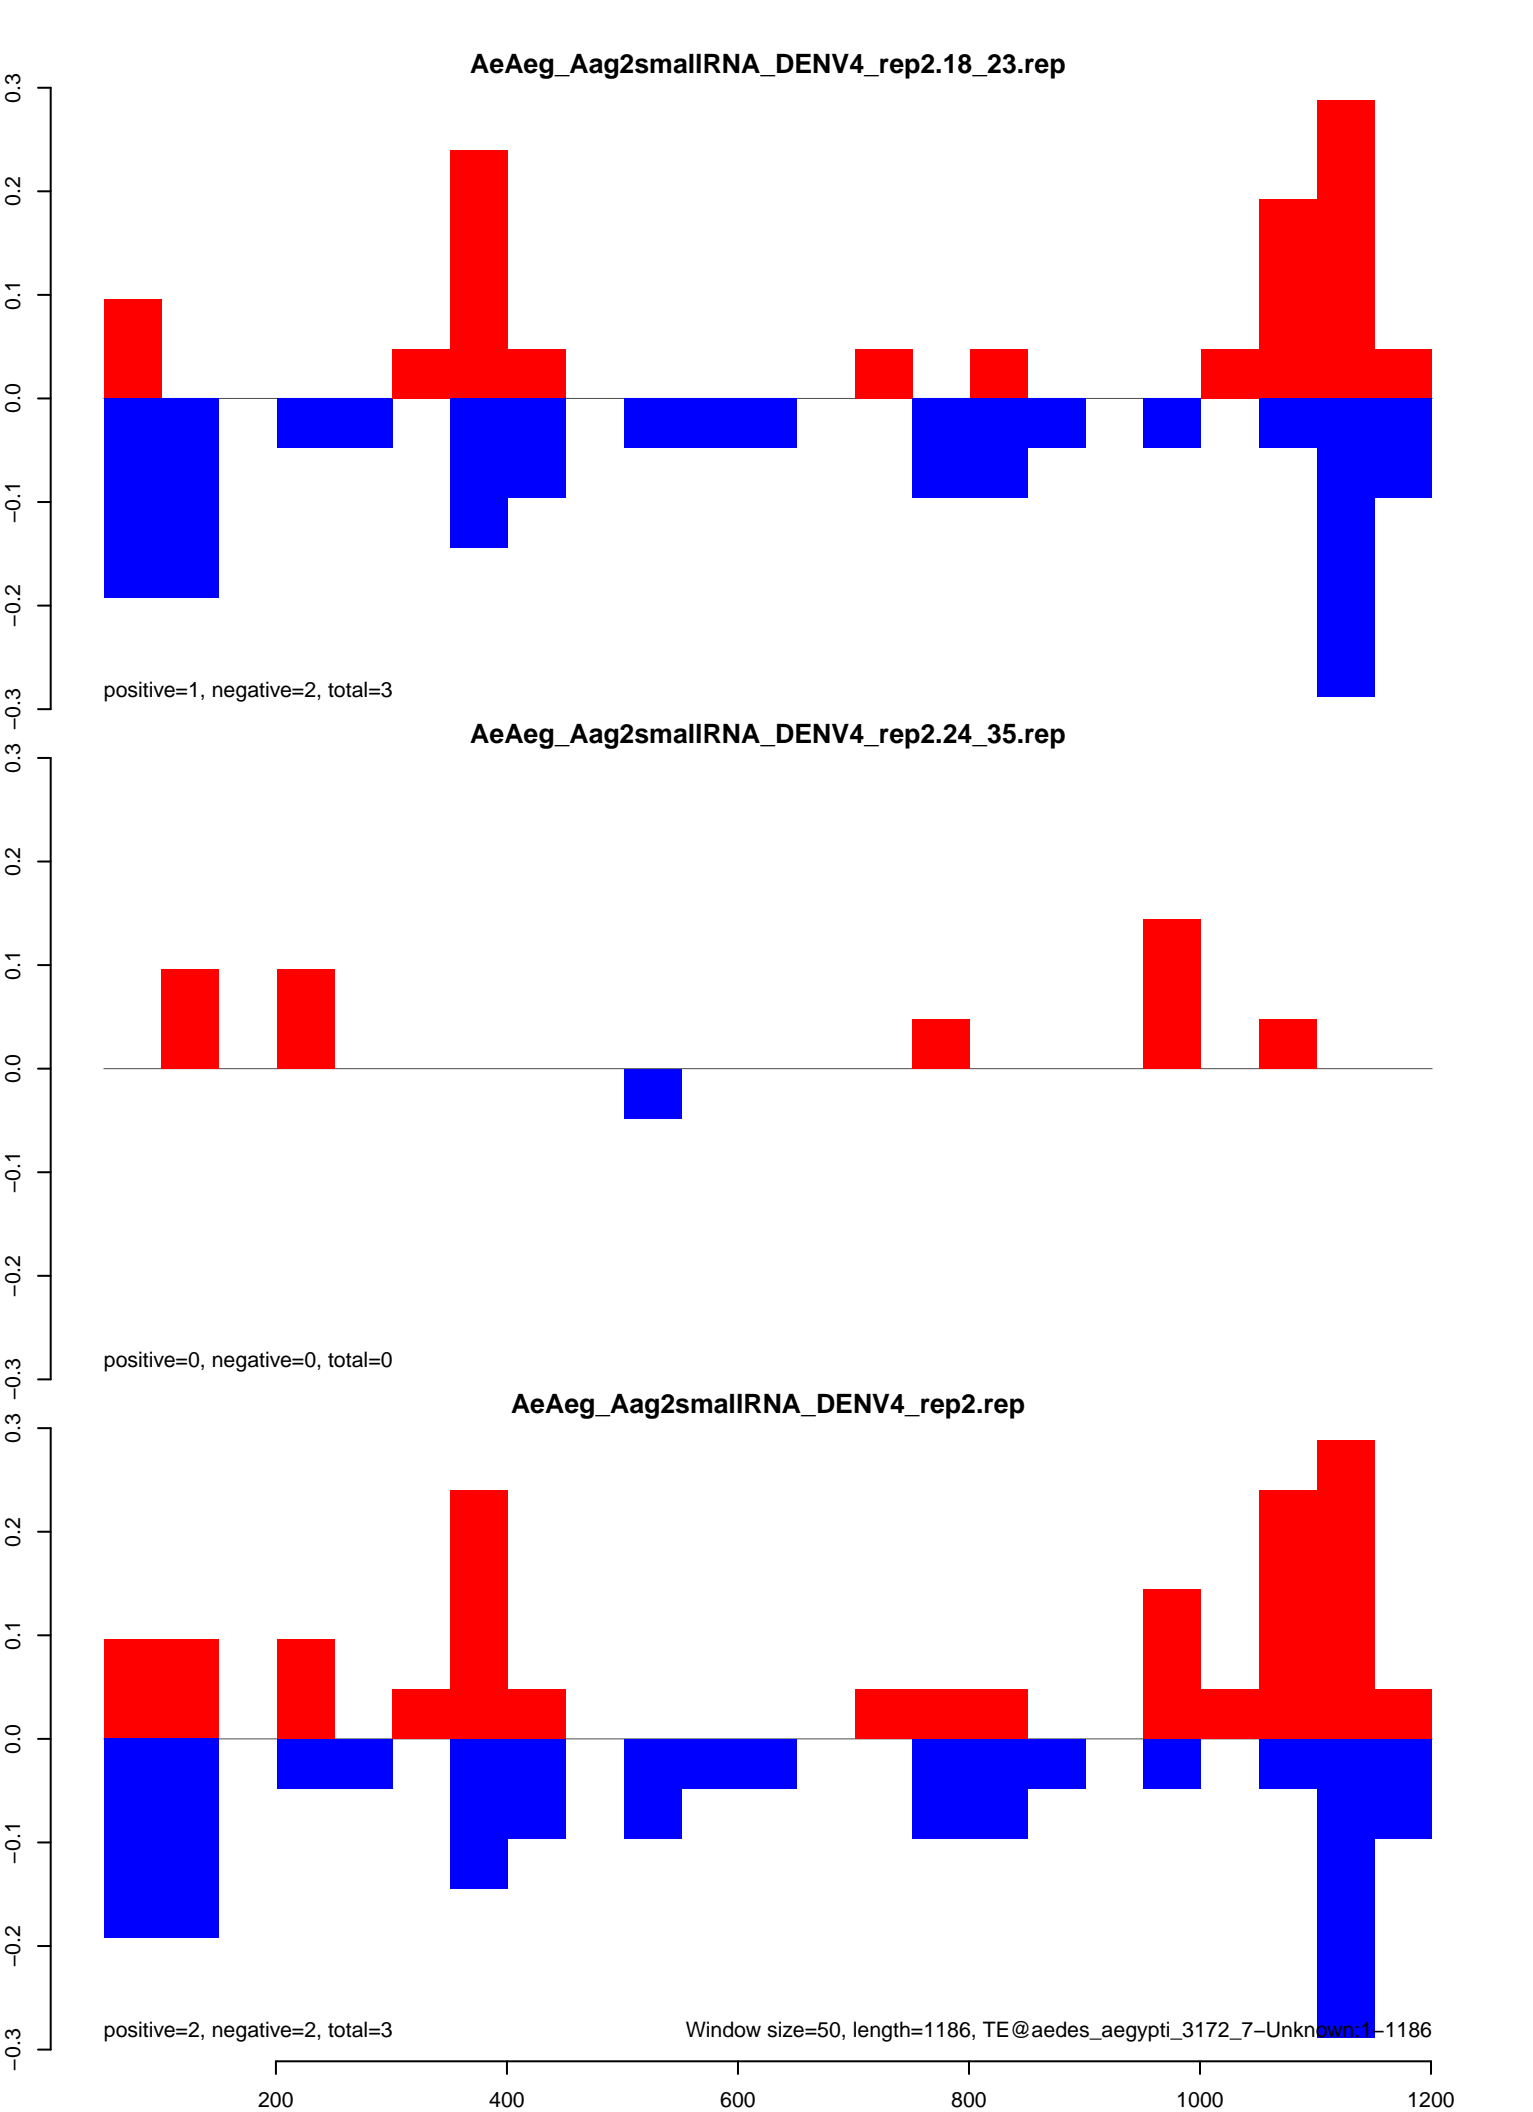 AeAeg_Aag2smallRNA_DENV4_rep2.18_23.rep
0.3
0.2
0.1
0.0
−0.1
−0.2
−0.3
positive=1, negative=2, total=3
AeAeg_Aag2smallRNA_DENV4_rep2.24_35.rep
0.3
0.2
0.1
0.0
−0.1
−0.2
−0.3
positive=0, negative=0, total=0
AeAeg_Aag2smallRNA_DENV4_rep2.rep
0.3
0.2
0.1
0.0
−0.1
−0.2
−0.3
positive=2, negative=2, total=3
Window size=50, length=1186, TE@aedes_aegypti_3172_7−Unknown:1−1186
200 400 600 800 1000 1200